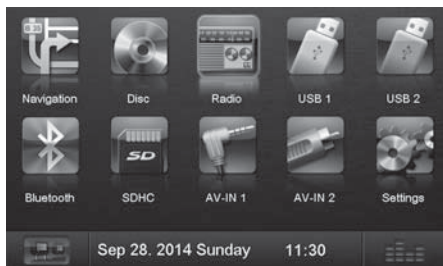 Navigation Disc Radio USB 1 USB 2
SD
Bluetooth SDHC AV-IN 1 AV-IN 2 Settings
Sep 28. 2014 Sunday 11:30